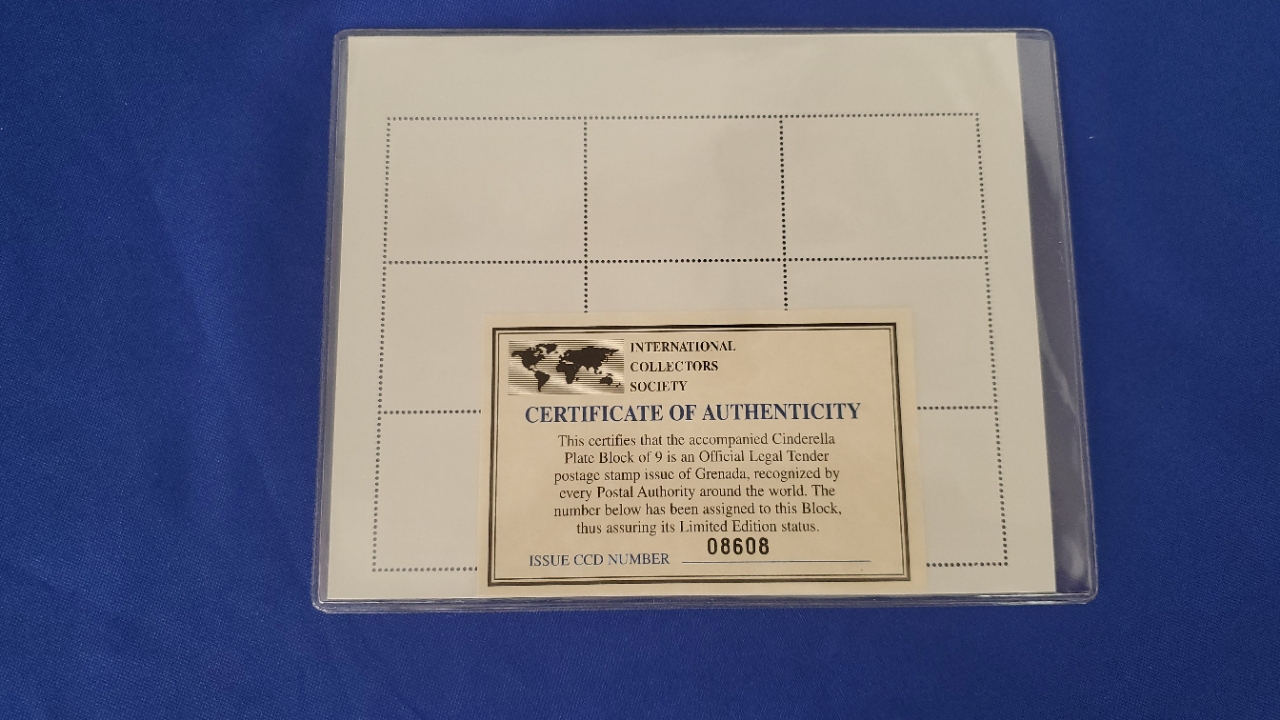 INTERNATIONAL
COLLECTORS
SOCIETY
CERTIFICATE OF AUTHENTICITY
This certifies that the accompanied Cinderella
Plate Block of 9 is an Official Legal Tender
postage stamp issue of Grenada, recognized by
every Postal Authority around the world. The
number below has been assigned to this Block,
thus assuring its Limited Edition status.
ISSUE CCD NUMBER 08608